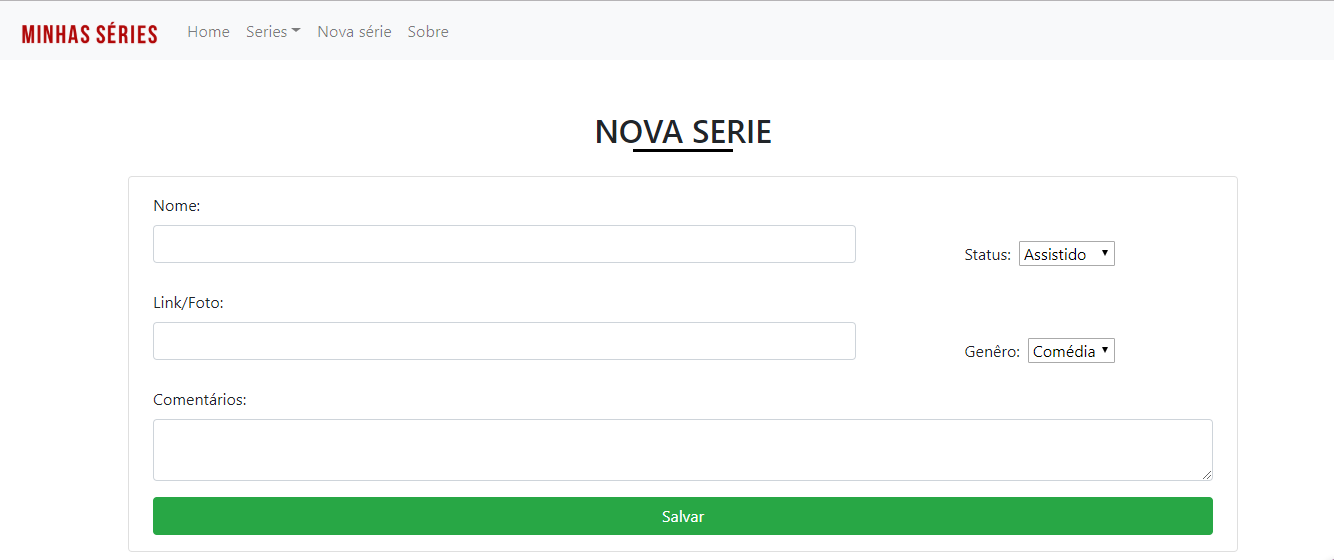 MINHAS SÉRIES Home Series Nova série Sobre
NOVA SERIE
Nome:
Status: Assistido
Link/Foto:
Genêro: Comédia
Comentários:
Salvar